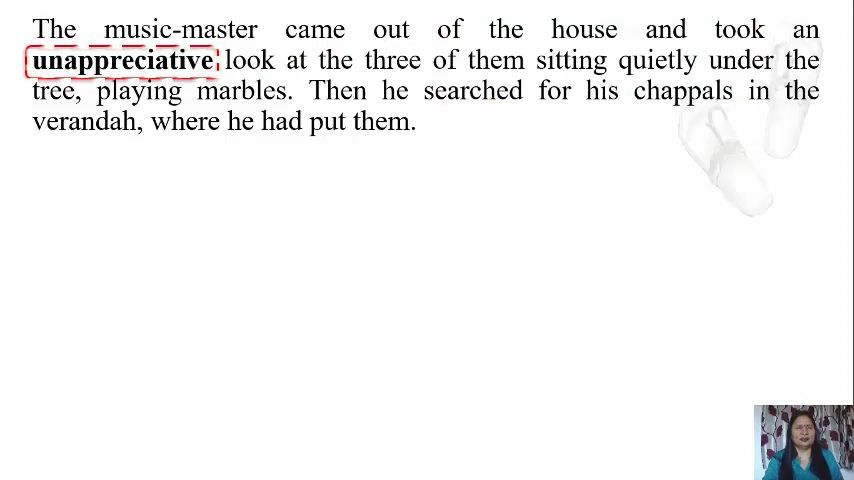 The music-master came out of the house and took an
unappreciative look at the three of them sitting quietly under the
tree, playing marbles. Then he searched for his chappals in the
verandah, where he had put them.